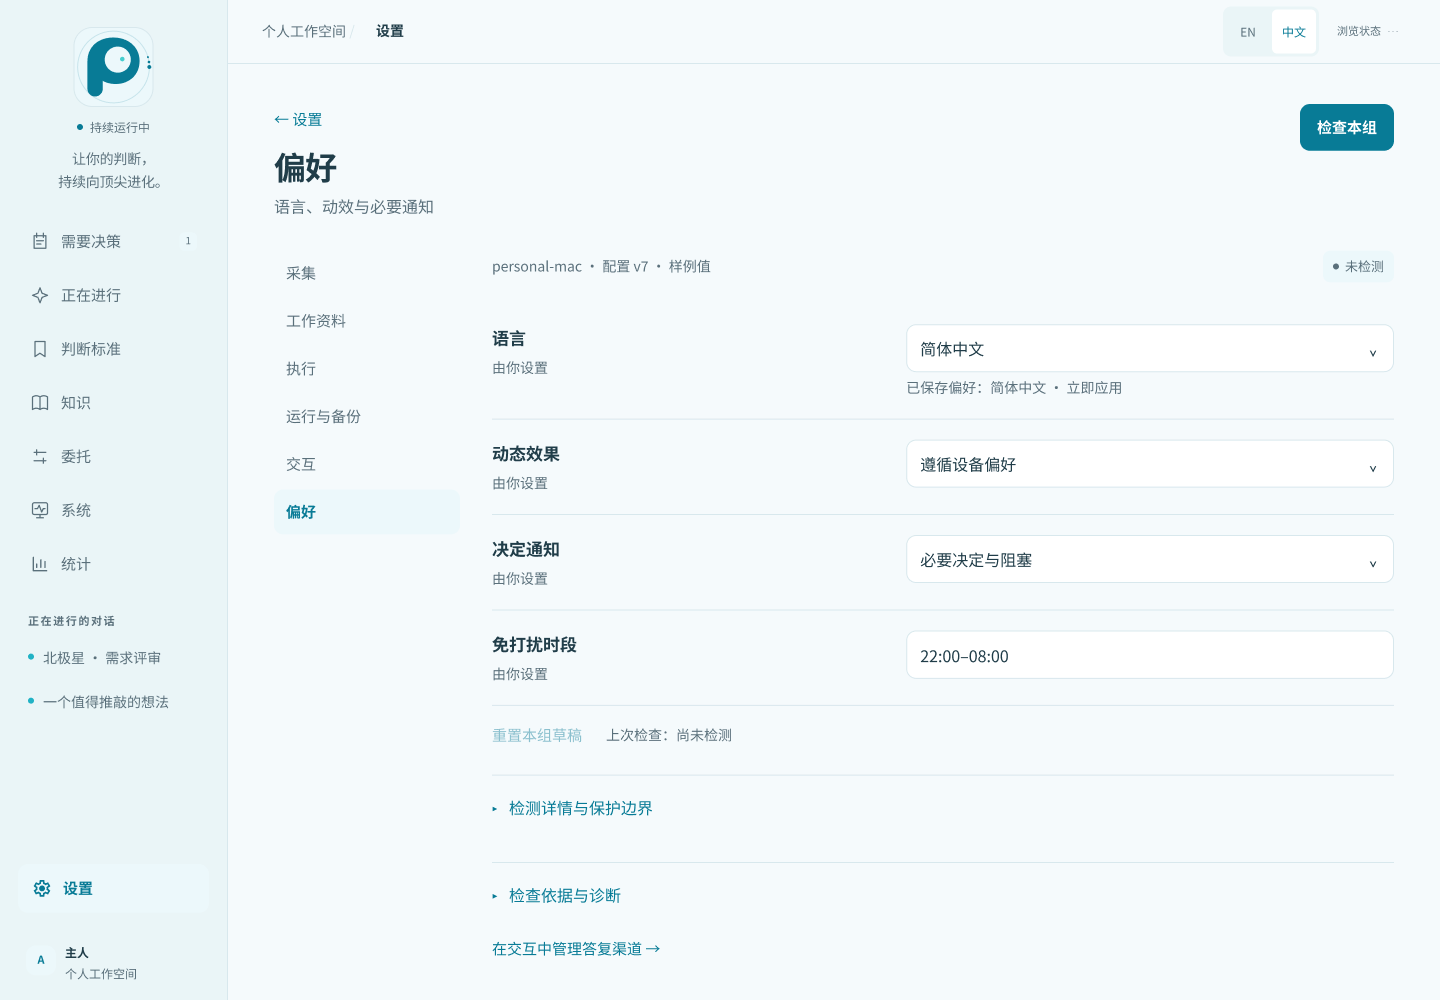 持续运行中
让你的判断，
持续向顶尖进化。
需要决策 1
正在进行
判断标准
知识
委托
系统
统计
正在进行的对话
北极星 · 需求评审
一个值得推敲的想法
设置
A 主人
个人工作空间
个人工作空间 / 设置
EN 中文 浏览状态 ···
← 设置
检查本组
偏好
语言、动效与必要通知
采集
工作资料
执行
运行与备份
交互
偏好
personal-mac · 配置 v7 · 样例值
未检测
语言
由你设置
简体中文
已保存偏好：简体中文 · 立即应用
动态效果
由你设置
遵循设备偏好
决定通知
由你设置
必要决定与阻塞
免打扰时段
由你设置
22:00–08:00
重置本组草稿 上次检查：尚未检测
▸ 检测详情与保护边界
▸ 检查依据与诊断
在交互中管理答复渠道 →